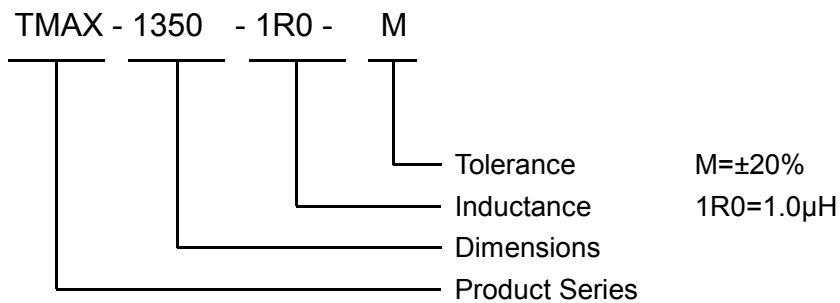 TMAX - 1350 - 1R0 - M
Tolerance M=±20%
Inductance 1R0=1.0µH
Dimensions
Product Series